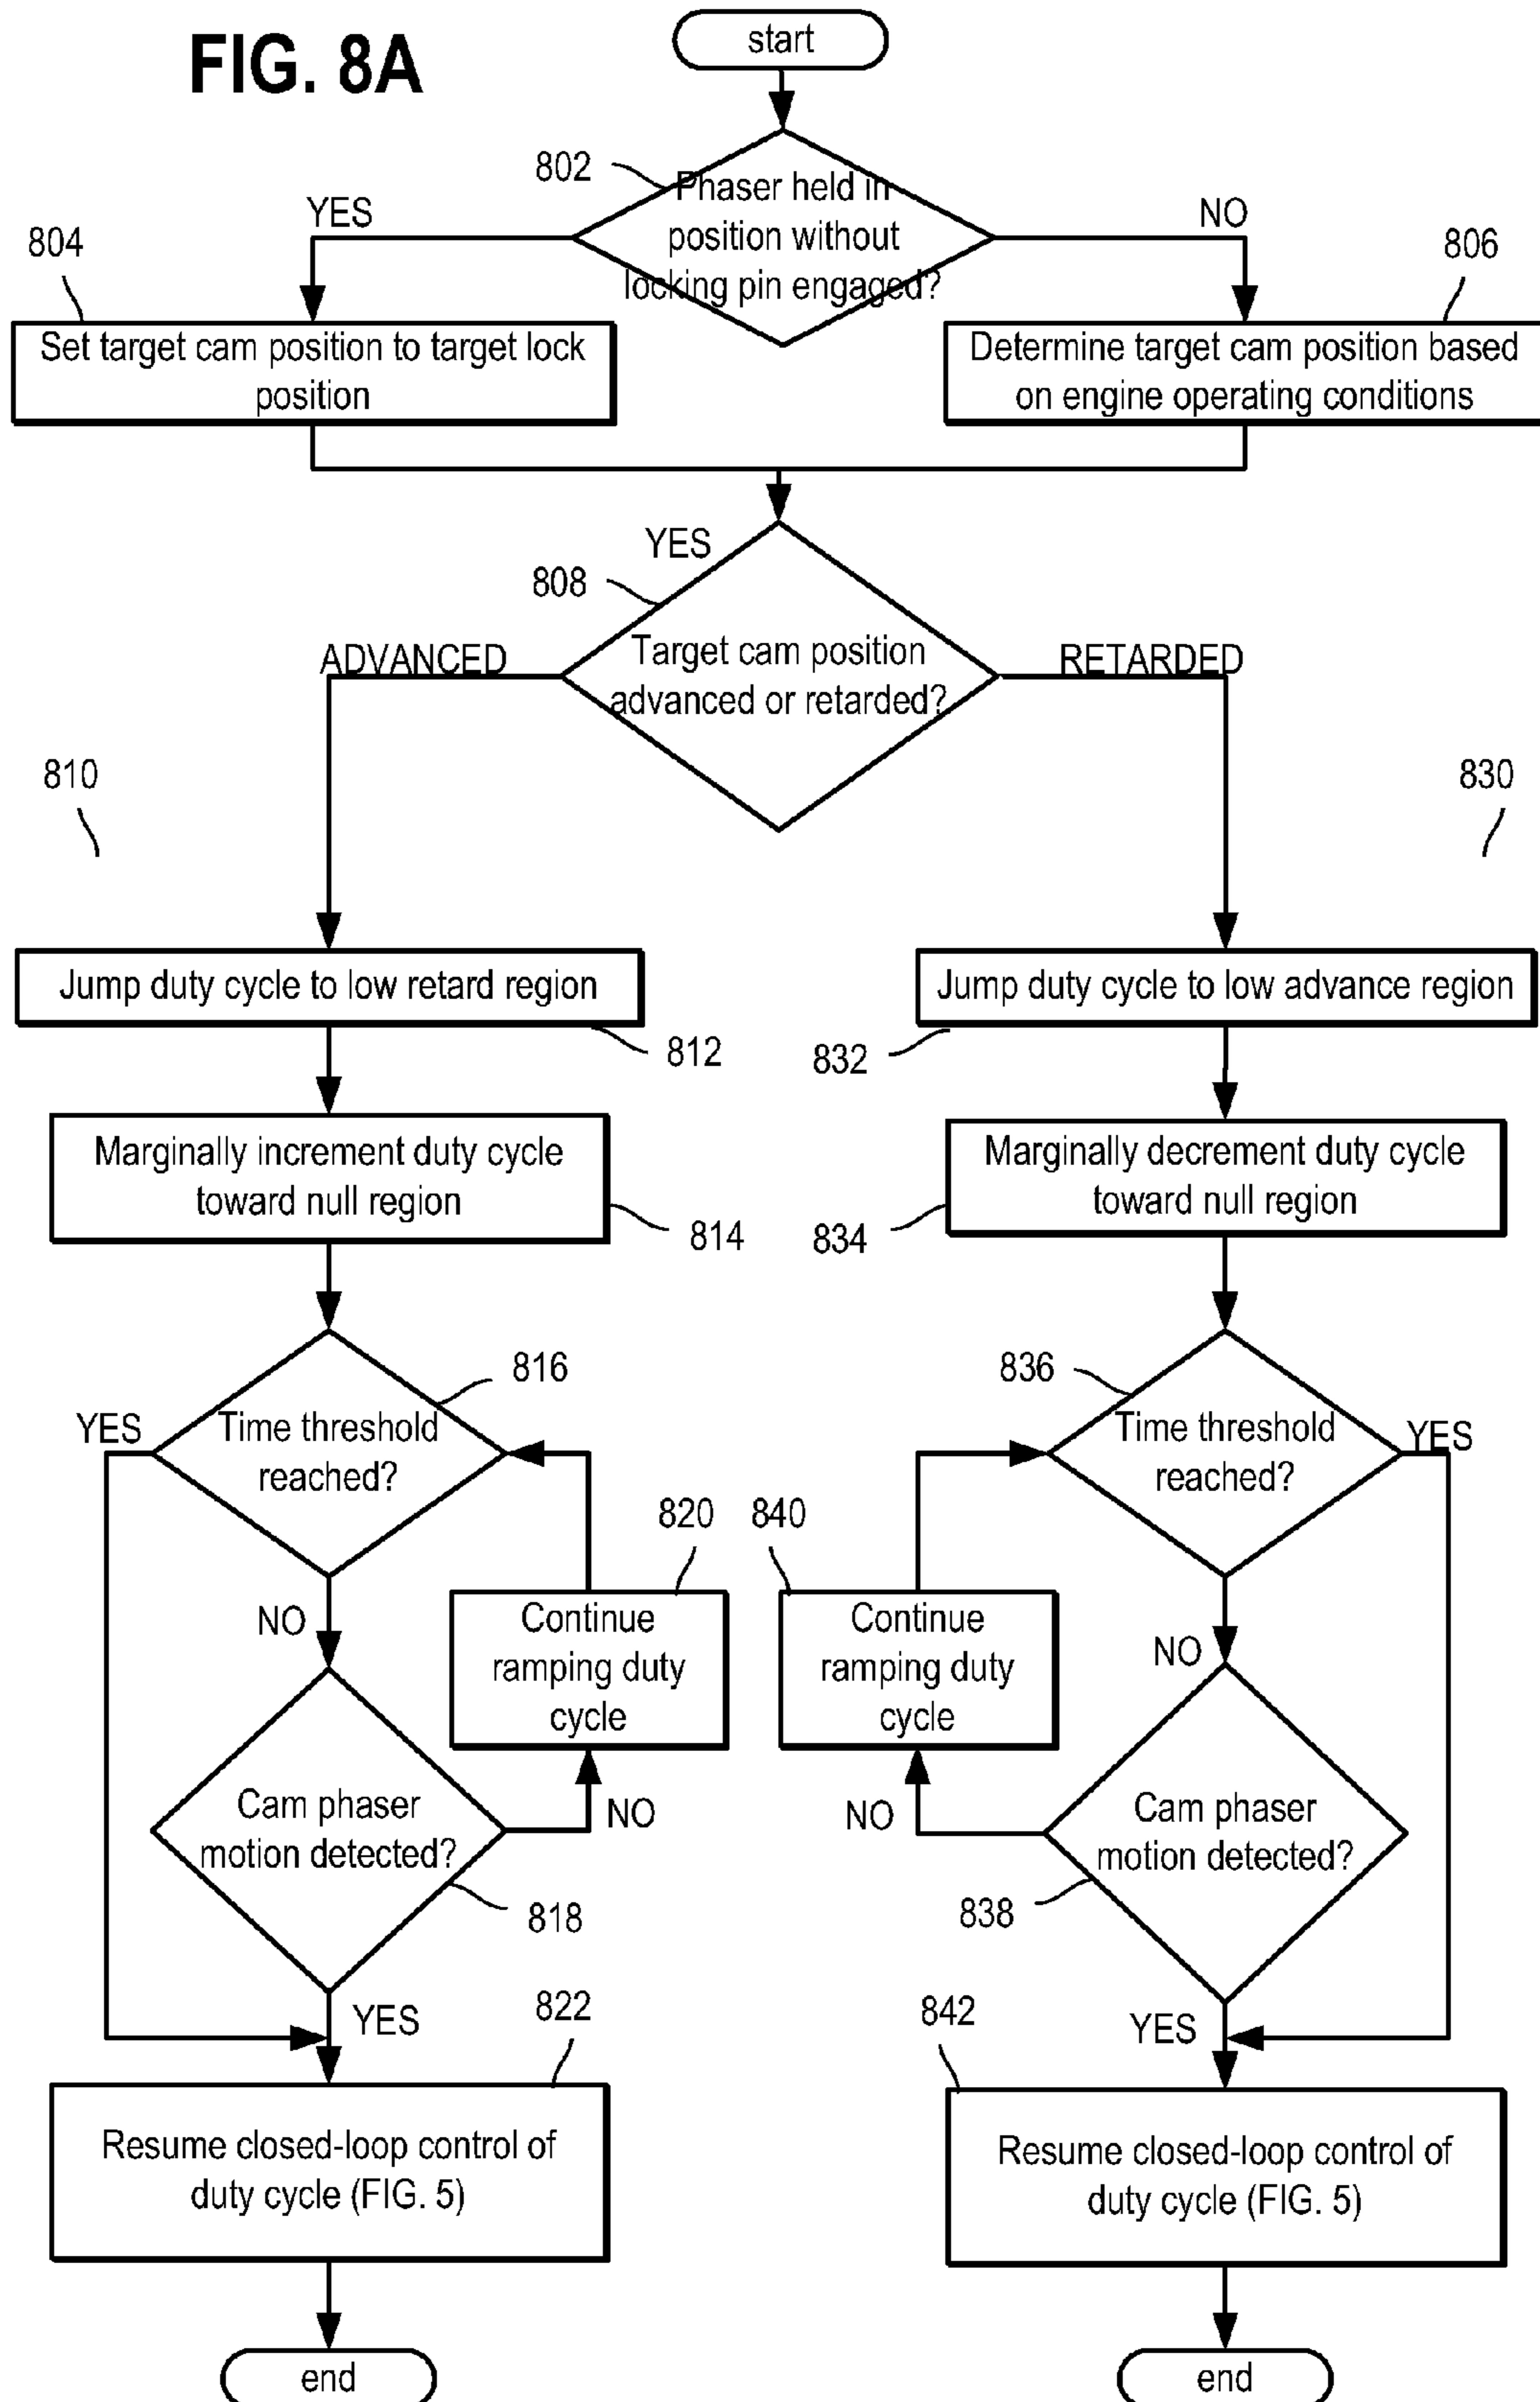 FIG. 8A
start
802
Phaser held in
position without
locking pin engaged?
YES
NO
804
806
Set target cam position to target lock
position
Determine target cam position based
on engine operating conditions
YES
808
Target cam position
advanced or retarded?
ADVANCED
RETARDED
810
830
Jump duty cycle to low retard region
812
Jump duty cycle to low advance region
832
Marginally increment duty cycle
toward null region
814
Marginally decrement duty cycle
toward null region
834
816
Time threshold
reached?
YES
NO
836
Time threshold
reached?
YES
NO
820
Continue
ramping duty
cycle
840
Continue
ramping duty
cycle
Cam phaser
motion detected?
818
NO
YES
Cam phaser
motion detected?
838
NO
YES
822
Resume closed-loop control of
duty cycle (FIG. 5)
842
Resume closed-loop control of
duty cycle (FIG. 5)
end
end